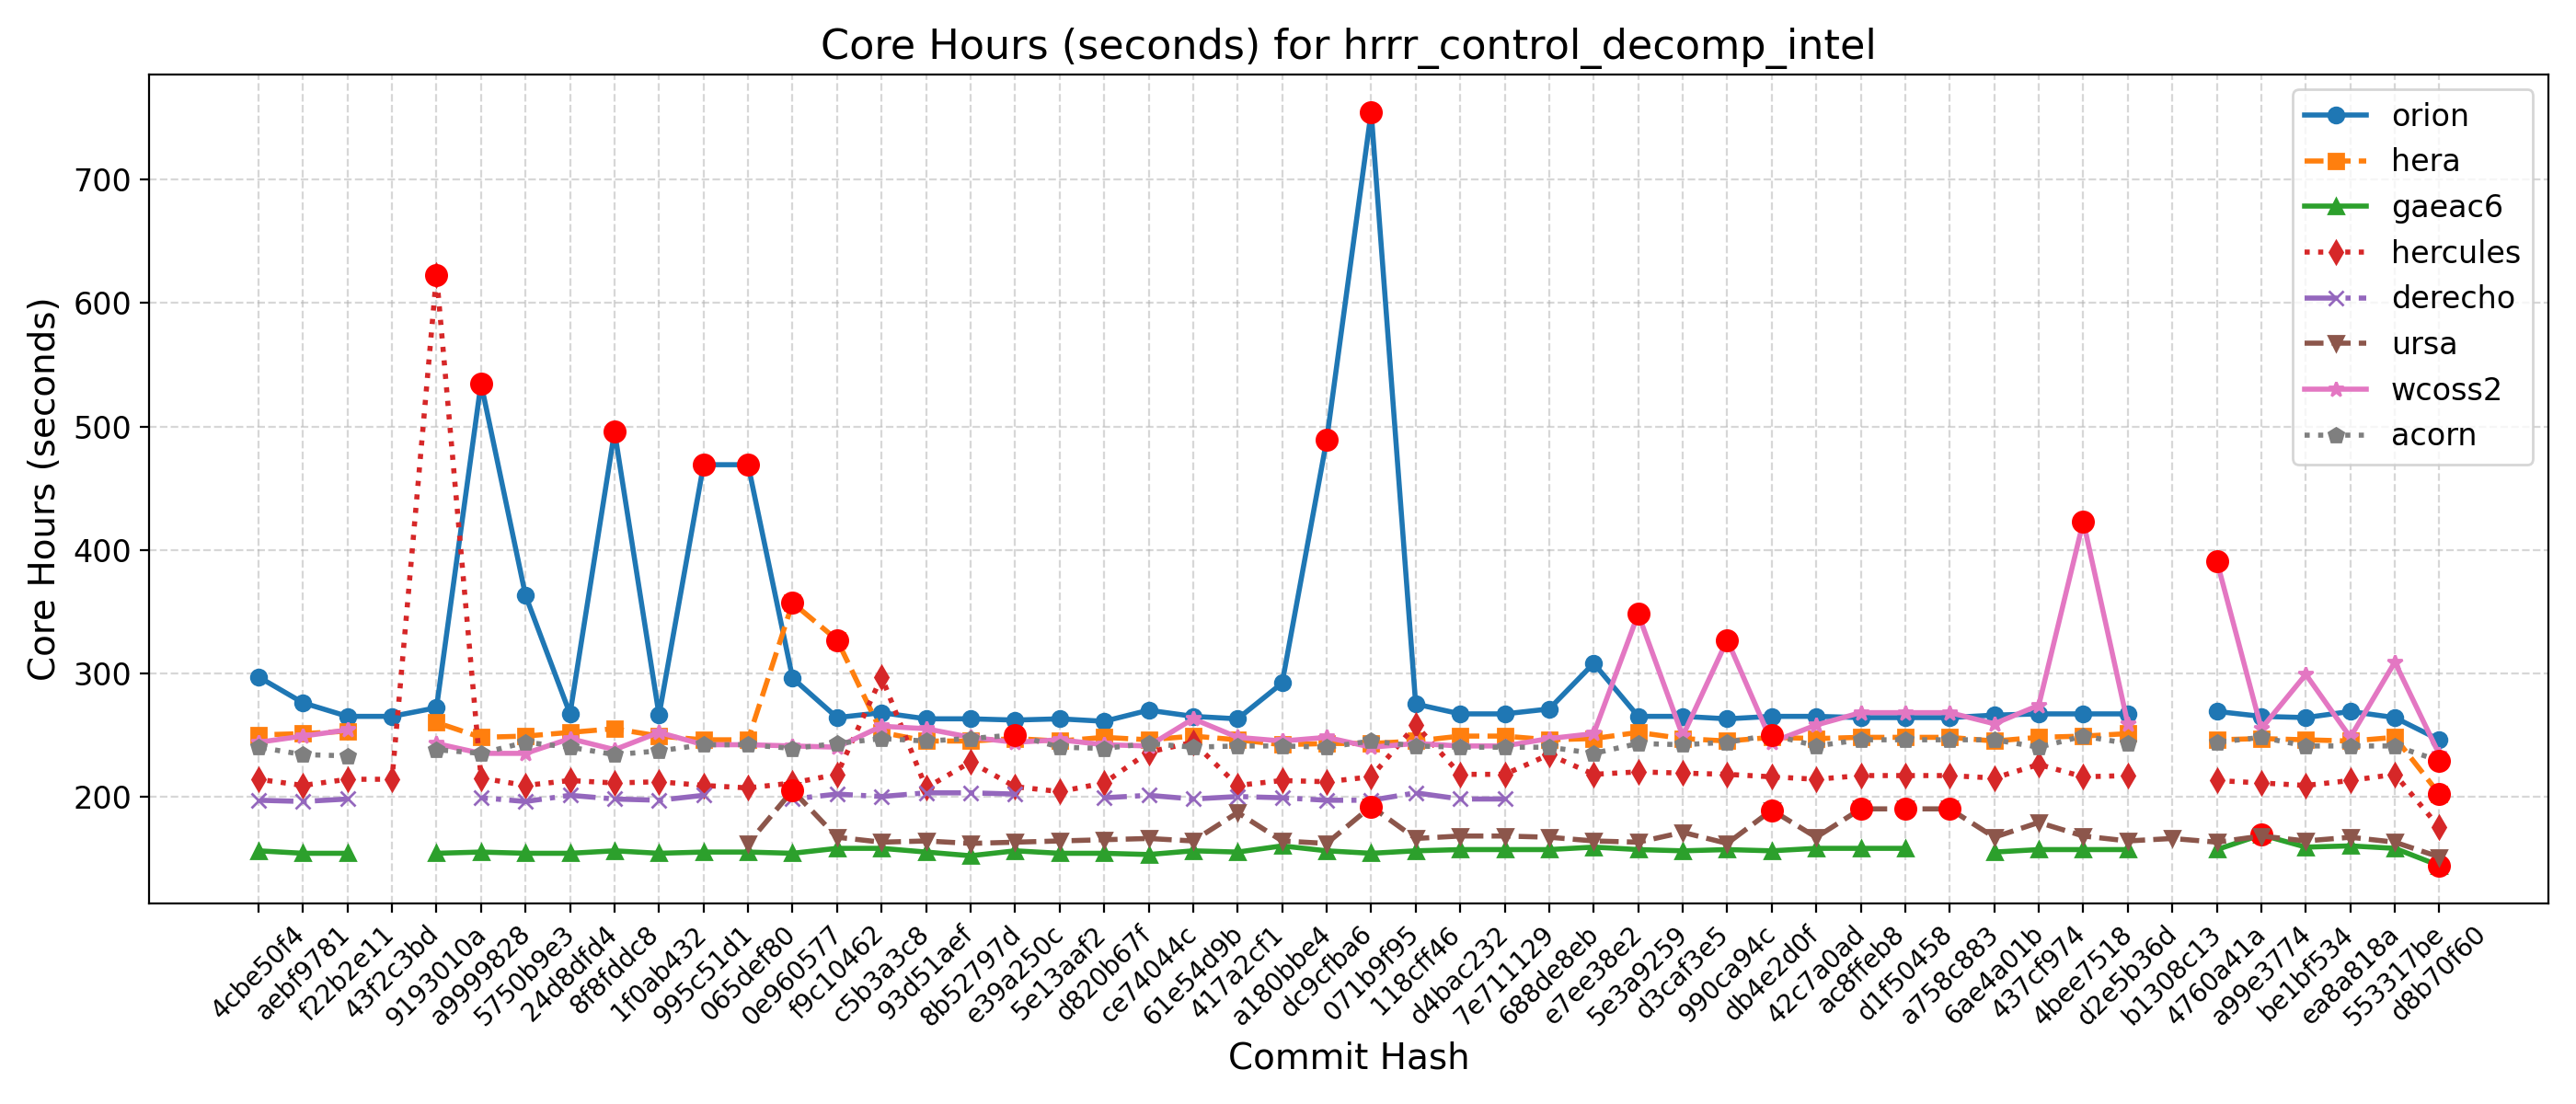 Core Hours (seconds) for hrrr_control_decomp_intel
Core Hours (seconds)
700
600
500
400
300
200
orion
hera
gaeac6
hercules
derecho
ursa
wcoss2
acorn
4cbe50f4
aebf9781
f22b2e11
43f2c3bd
9193010a
a9999828
5750b9e3
24d8dfd4
8f8fddc8
1f0ab432
995c51d1
065def80
0e960577
f9c10462
c5b3a3c8
93d51aef
8b52797d
e39a250c
5e13aaf2
d820b67f
ce74044c
61e54d9b
417a2cf1
a180bbe4
dc9cfba6
071b9f95
118cff46
d4bac232
7e711129
688de8eb
e7ee38e2
5e3a9259
d3caf3e5
990ca94c
db4e2d0f
42c7a0ad
ac8ffeb8
d1f50458
a758c883
6ae4a01b
437cf974
4bee7518
d2e5b36d
b1308c13
4760a41a
a99e3774
be1bf534
ea8a818a
553317be
d8b70f60
Commit Hash